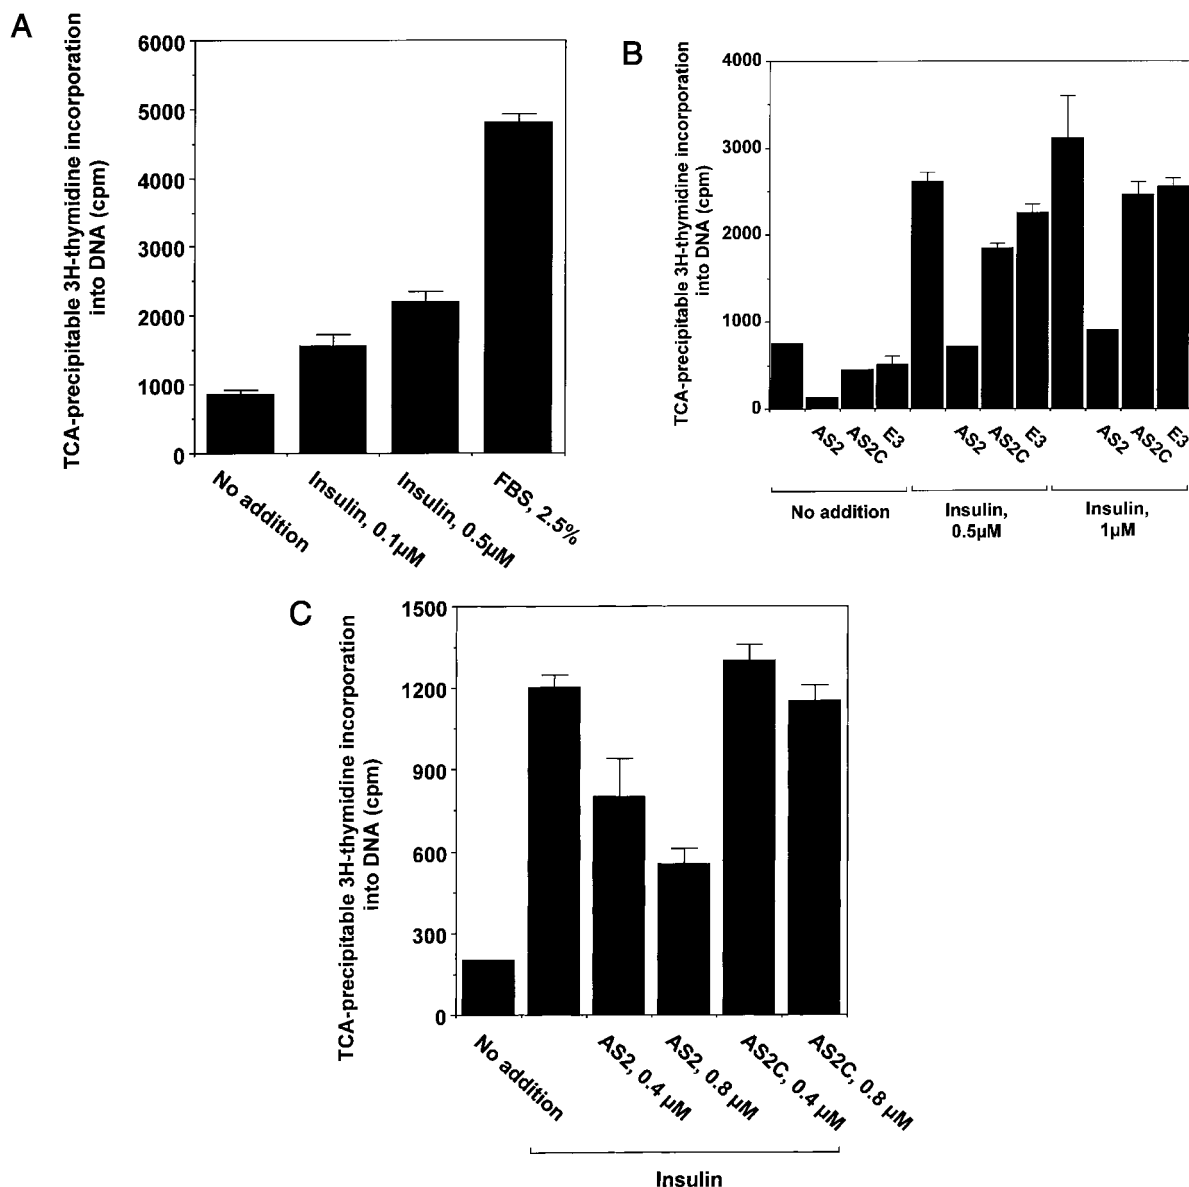 A
TCA-precipitable 3H-thymidine incorporation
into DNA (cpm)
6000
5000
4000
3000
2000
1000
0
No addition
Insulin, 0.1µM
Insulin, 0.5µM
FBS, 2.5%
B
TCA-precipitable 3H-thymidine incorporation
into DNA (cpm)
4000
3000
2000
1000
0
AS2
AS2C
E3
AS2
AS2C
E3
AS2
AS2C
E3
No addition
Insulin,
0.5µM
Insulin,
1µM
C
TCA-precipitable 3H-thymidine incorporation
into DNA (cpm)
1500
1200
900
600
300
0
No addition
AS2, 0.4 µM
AS2, 0.8 µM
AS2C, 0.4 µM
AS2C, 0.8 µM
Insulin